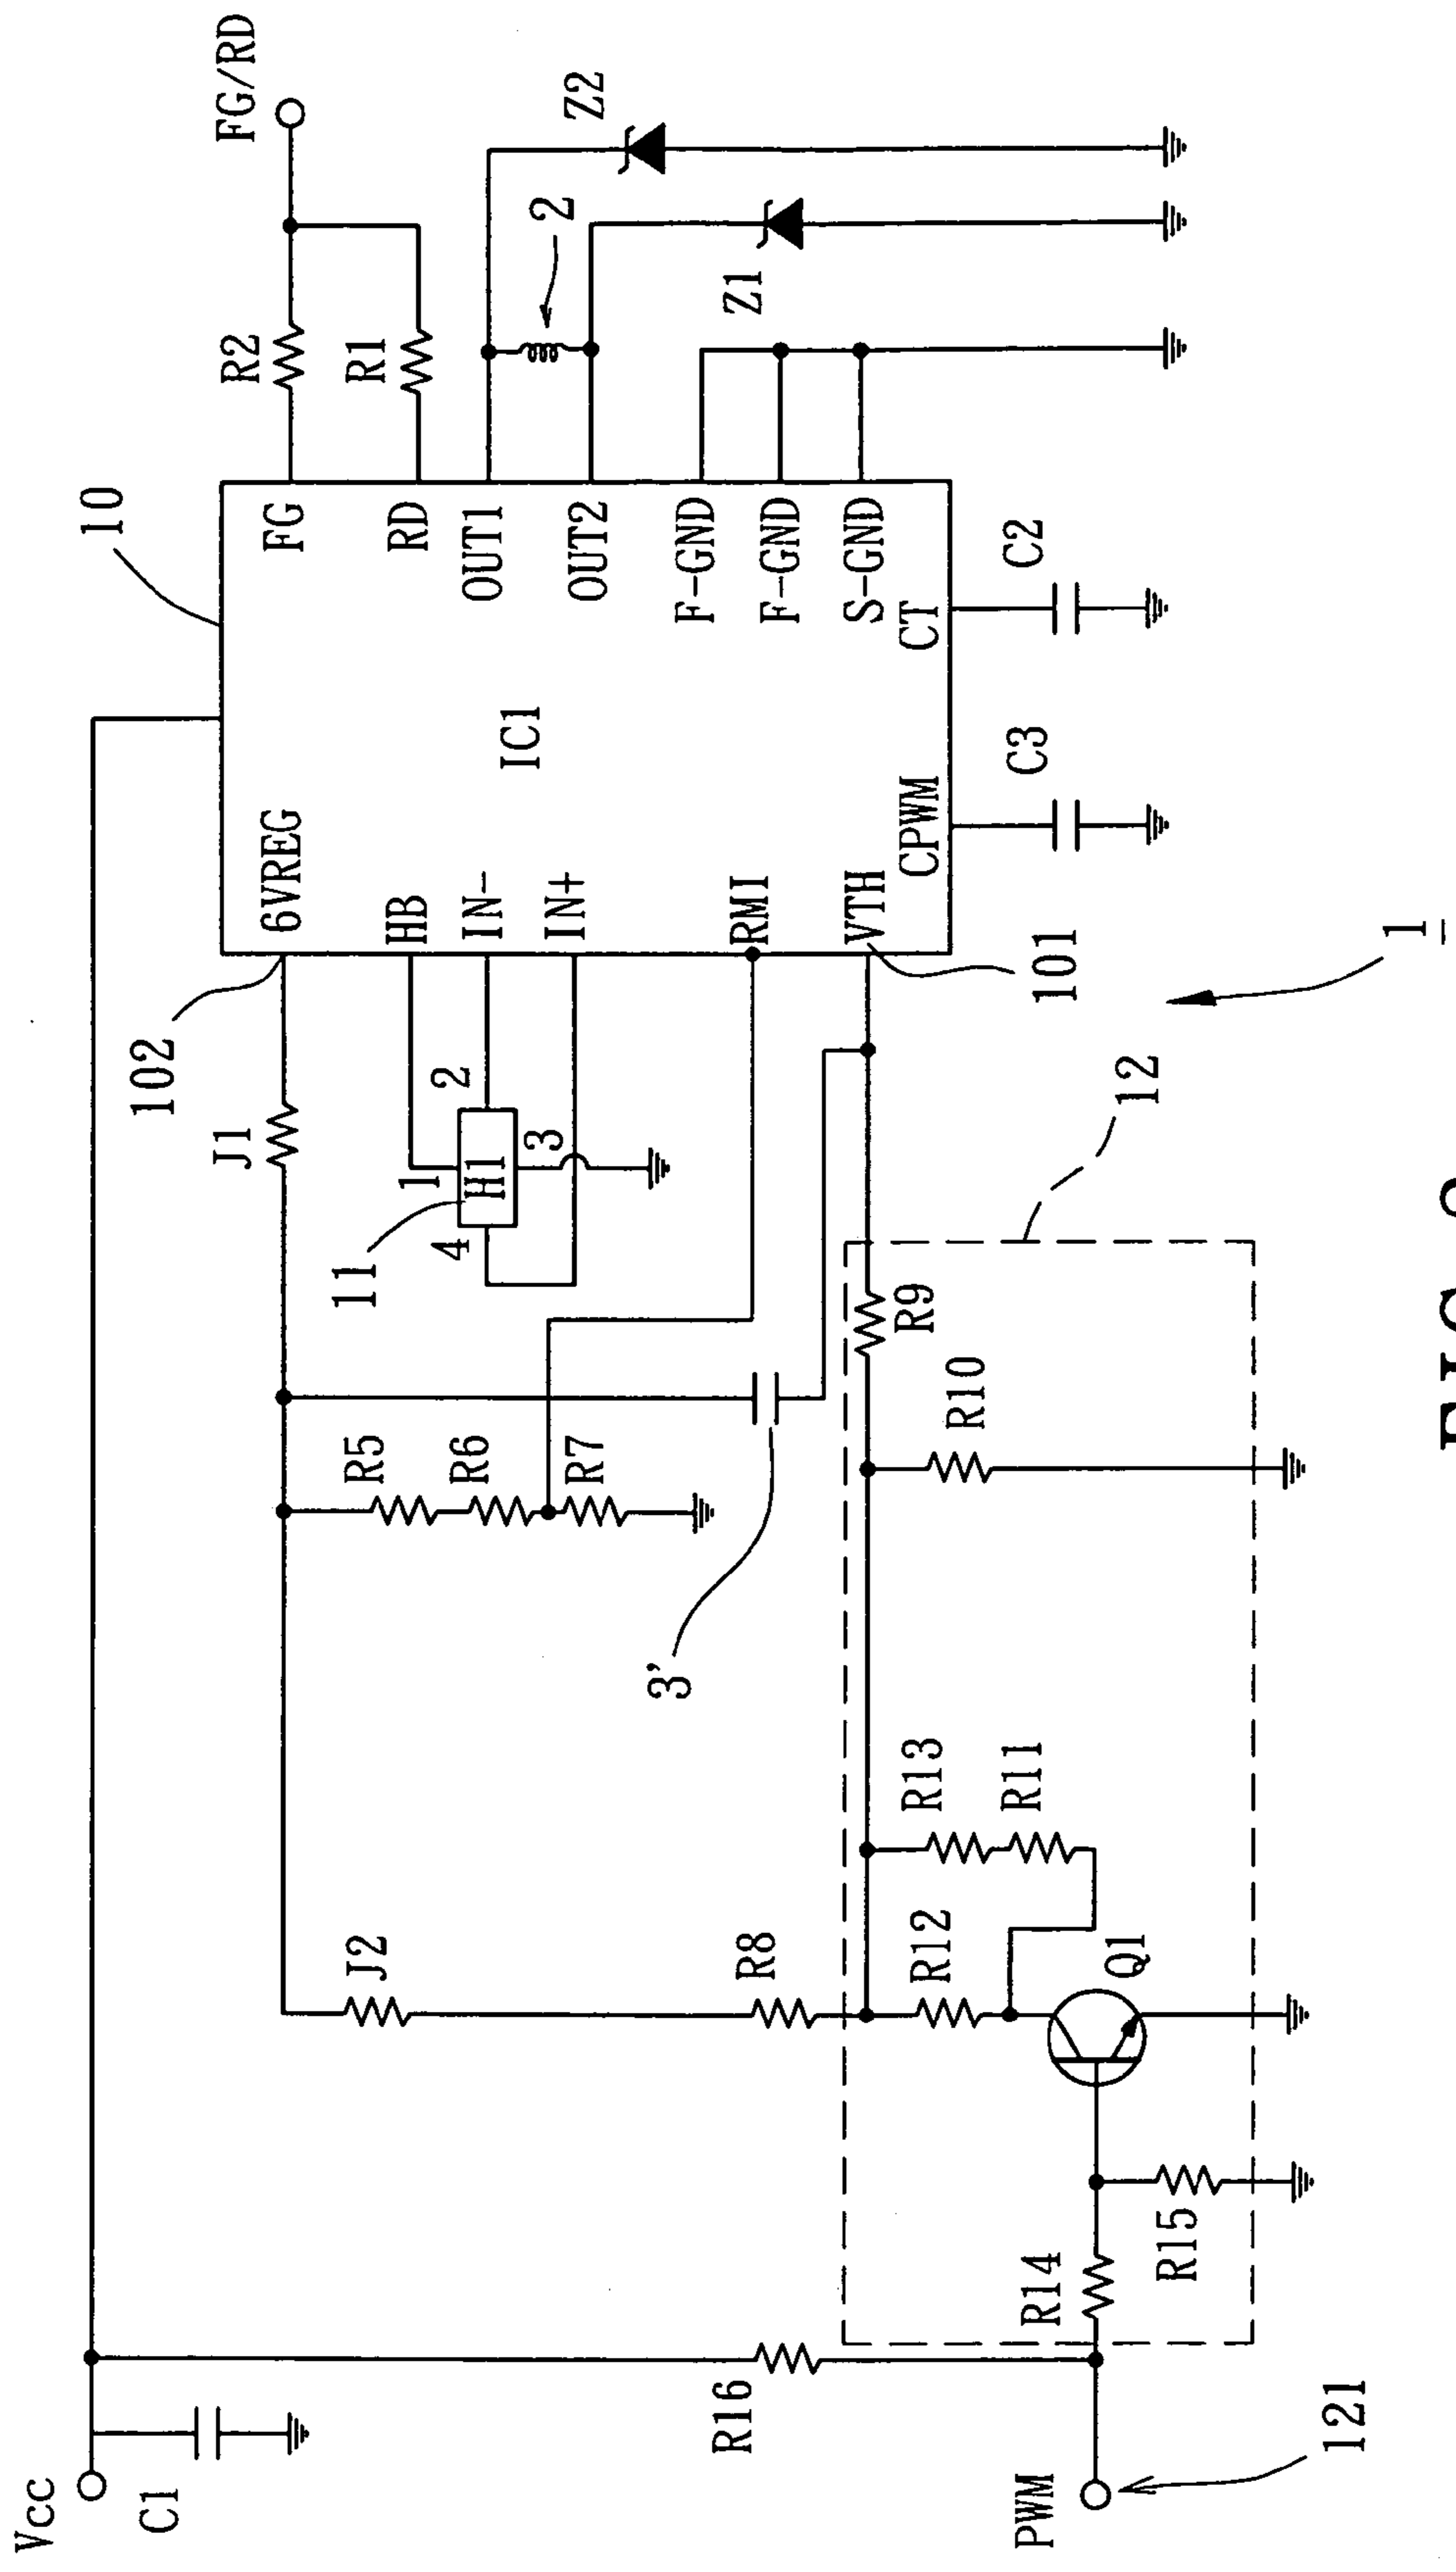 Vcc
C1
10
FG/RD
R2
R1
Z2
2
Z1
102
6VREG
HB
IN-
IN+
RMI
VTH
CPWM
CT
IC1
FG
RD
OUT1
OUT2
F-GND
F-GND
S-GND
C2
C3
101
J1
1
2
3
4
H1
11
R5
R6
R7
3'
J2
R8
R9
R10
R13
R11
R12
Q1
R14
R15
R16
12
PWM
121
1